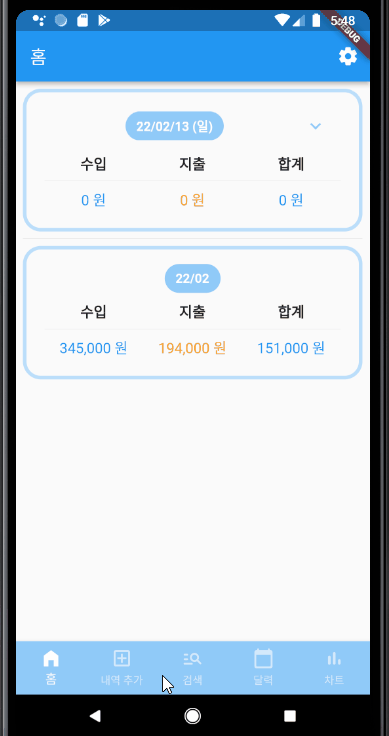 5:48
DEBUG
홈
22/02/13 (일)
수입 지출 합계
0 원 0 원 0 원
22/02
수입 지출 합계
345,000 원 194,000 원 151,000 원
홈 내역 추가 검색 달력 차트